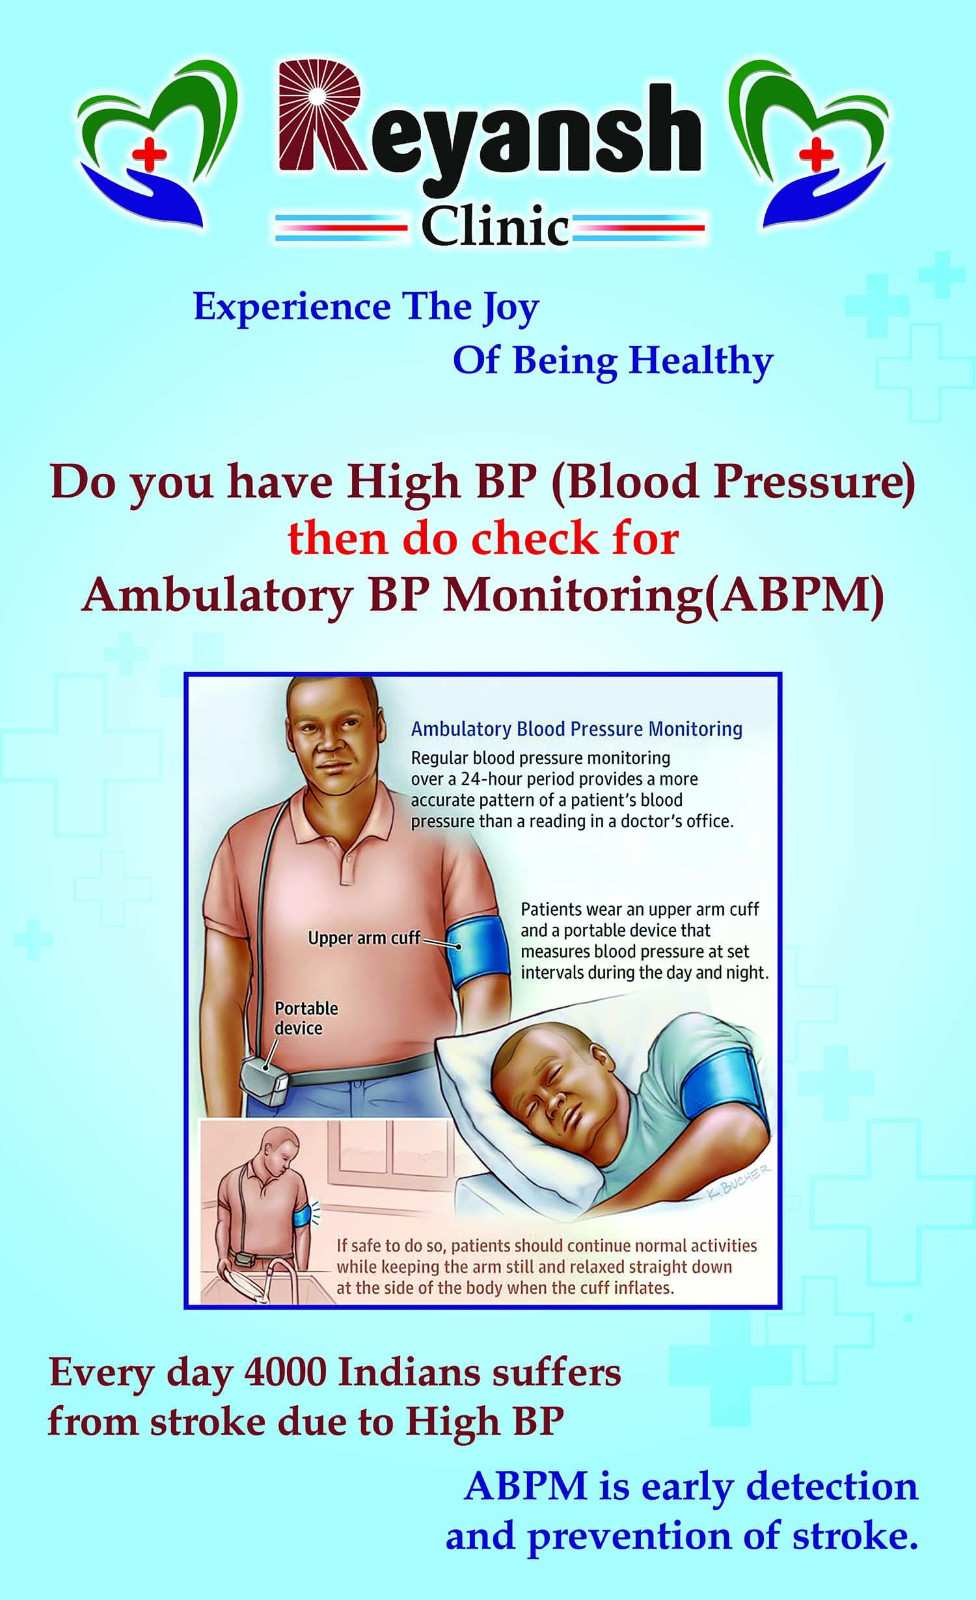 Reyansh
Clinic
Experience The Joy
Of Being Healthy
Do you have High BP (Blood Pressure)
then do check for
Ambulatory BP Monitoring(ABPM)
Ambulatory Blood Pressure Monitoring
Regular blood pressure monitoring
over a 24-hour period provides a more
accurate pattern of a patient's blood
pressure than a reading in a doctor's office.
Patients wear an upper arm cuff
and a portable device that
measures blood pressure at set
intervals during the day and night.
Upper arm cuff
Portable
device
K. BUCHER
If safe to do so, patients should continue normal activities
while keeping the arm still and relaxed straight down
at the side of the body when the cuff inflates.
Every day 4000 Indians suffers
from stroke due to High BP
ABPM is early detection
and prevention of stroke.